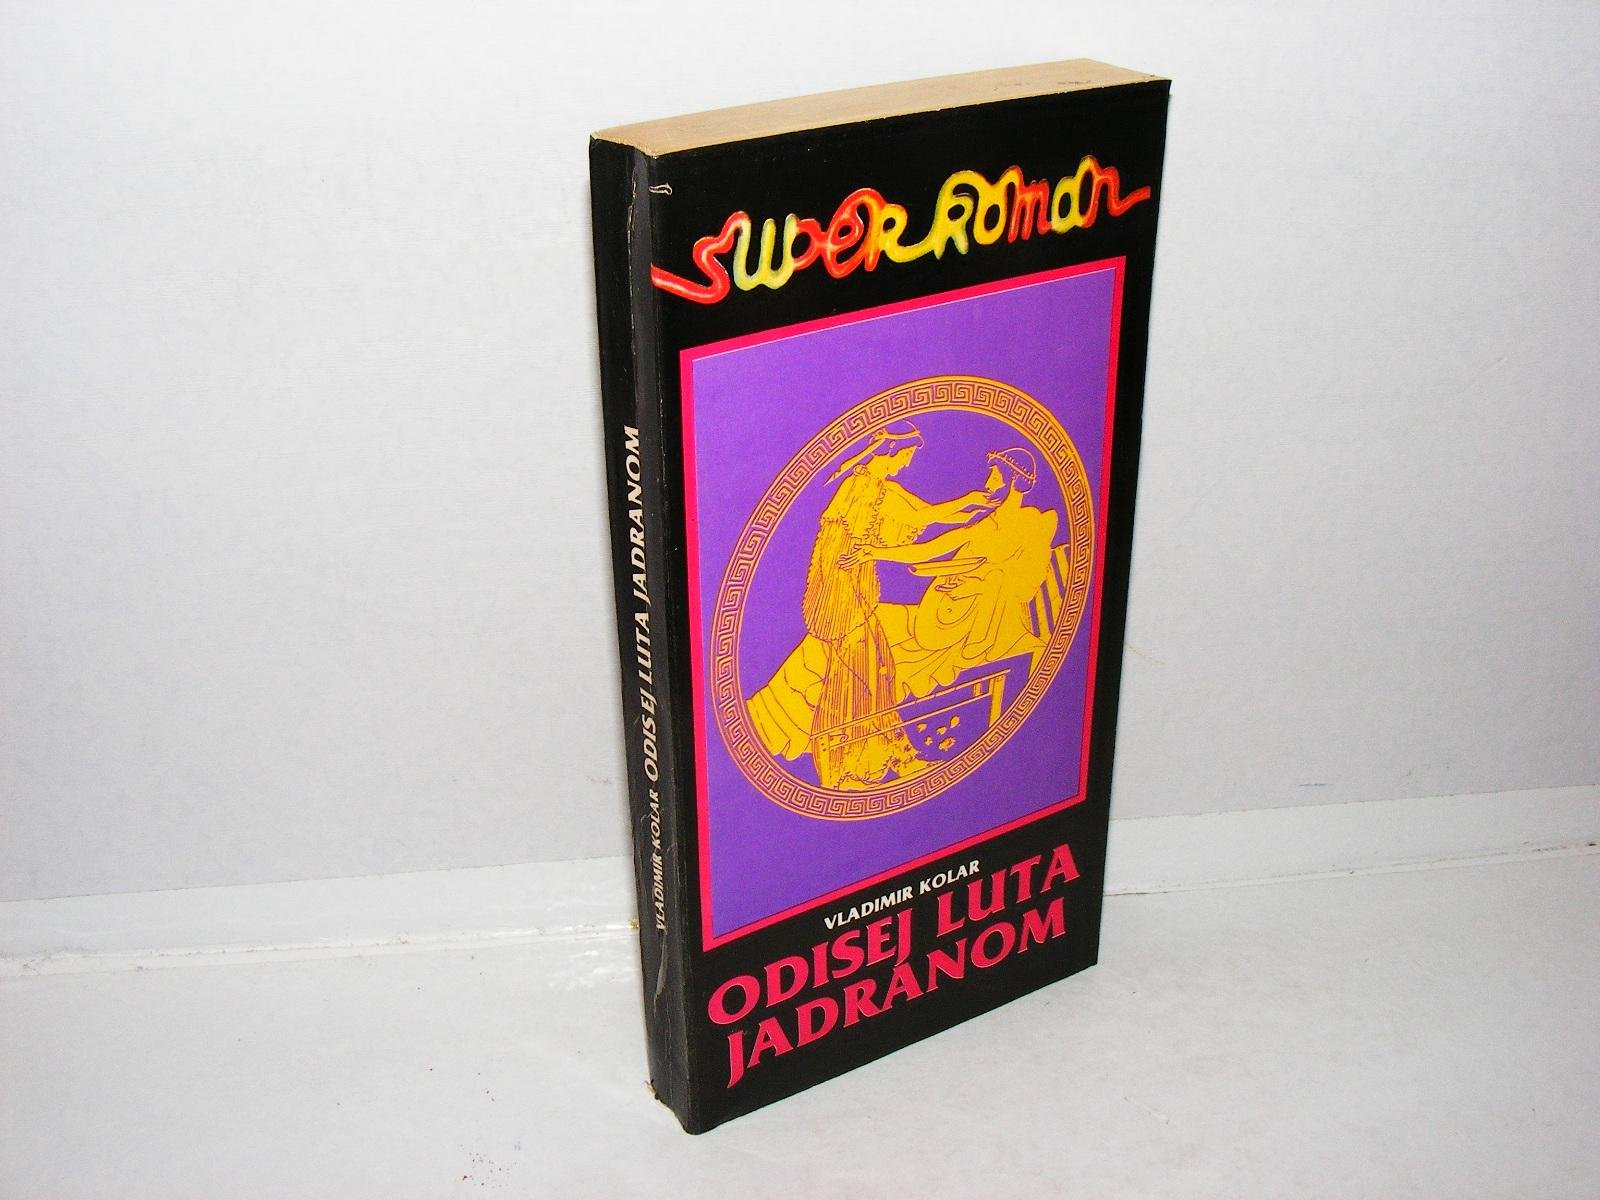 super roman
VLADIMIR KOLAR
ODISEJ LUTA
JADRANOM
VLADIMIR KOLAR ODISEJ LUTA JADRANOM